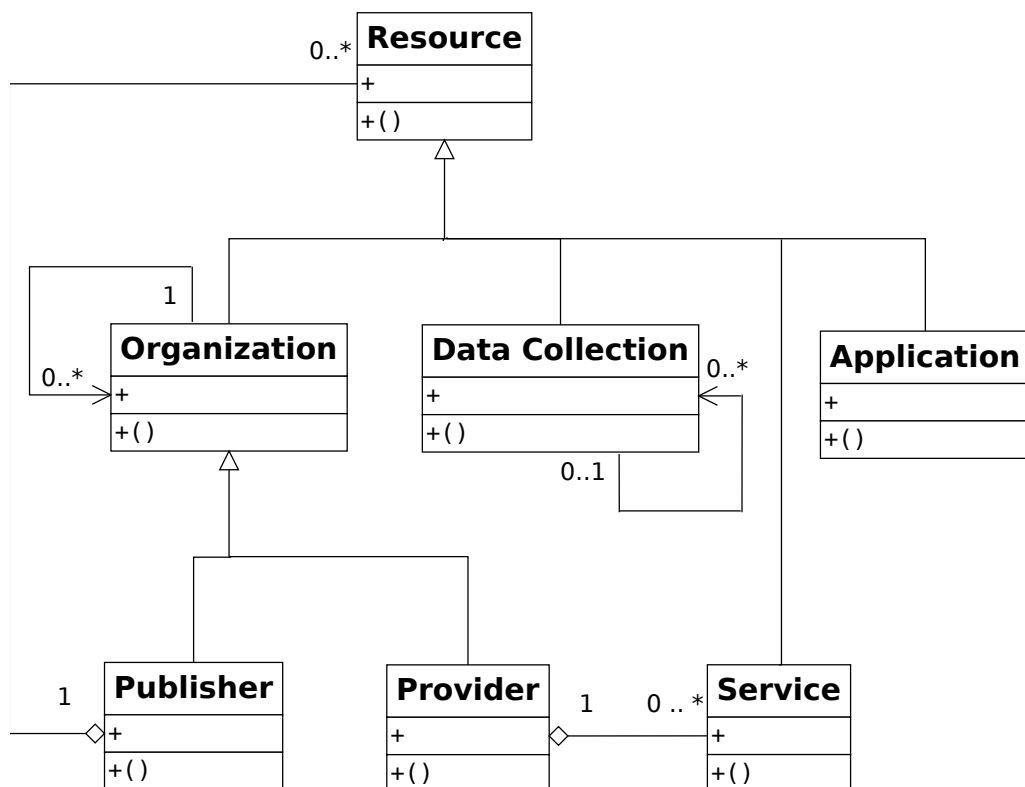 Resource
0..*
+
+()
1
Organization
0..*
+
+()
Data Collection
0..*
+
+()
0..1
Application
+
+()
Publisher
1
+
+()
Provider
1
+
+()
0 .. *
Service
+
+()